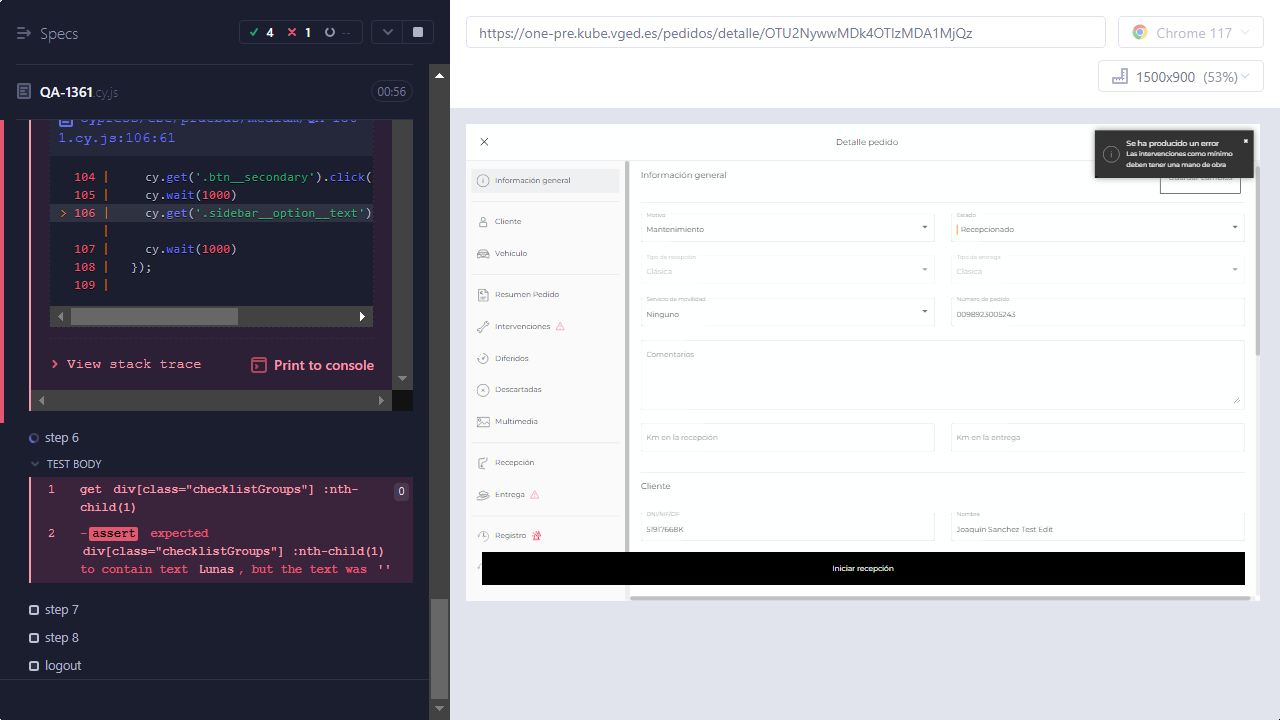 Specs
4
1
--
QA-1361.cy.js
00:56
1.cy.js:106:61
104 | cy.get('.btn__secondary').click(
105 | cy.wait(1000)
> 106 | cy.get('.sidebar__option__text')
|
107 | cy.wait(1000)
108 | });
109 |
View stack trace
Print to console
step 6
TEST BODY
1 get div[class="checklistGroups"] :nth-
child(1)
0
2 -assert expected
div[class="checklistGroups"] :nth-child(1)
to contain text Lunas, but the text was ''
step 7
step 8
logout
https://one-pre.kube.vged.es/pedidos/detalle/OTU2NywwMDk4OTIzMDA1MjQz
Chrome 117
1500x900 (53%)
Detalle pedido
Se ha producido un error
Las intervenciones como mínimo
deben tener una mano de obra
Información general
Cliente
Vehículo
Resumen Pedido
Intervenciones
Diferidos
Descartadas
Multimedia
Recepción
Entrega
Registro
Información general
Guardar cambios
Motivo
Mantenimiento
Estado
Recepcionado
Tipo de recepción
Clásica
Tipo de entrega
Clásica
Servicio de movilidad
Ninguno
Número de pedido
0098923005243
Comentarios
Km en la recepción
Km en la entrega
Cliente
DNI/NIF/CIF
51917668K
Nombre
Joaquín Sanchez Test Edit
Iniciar recepción